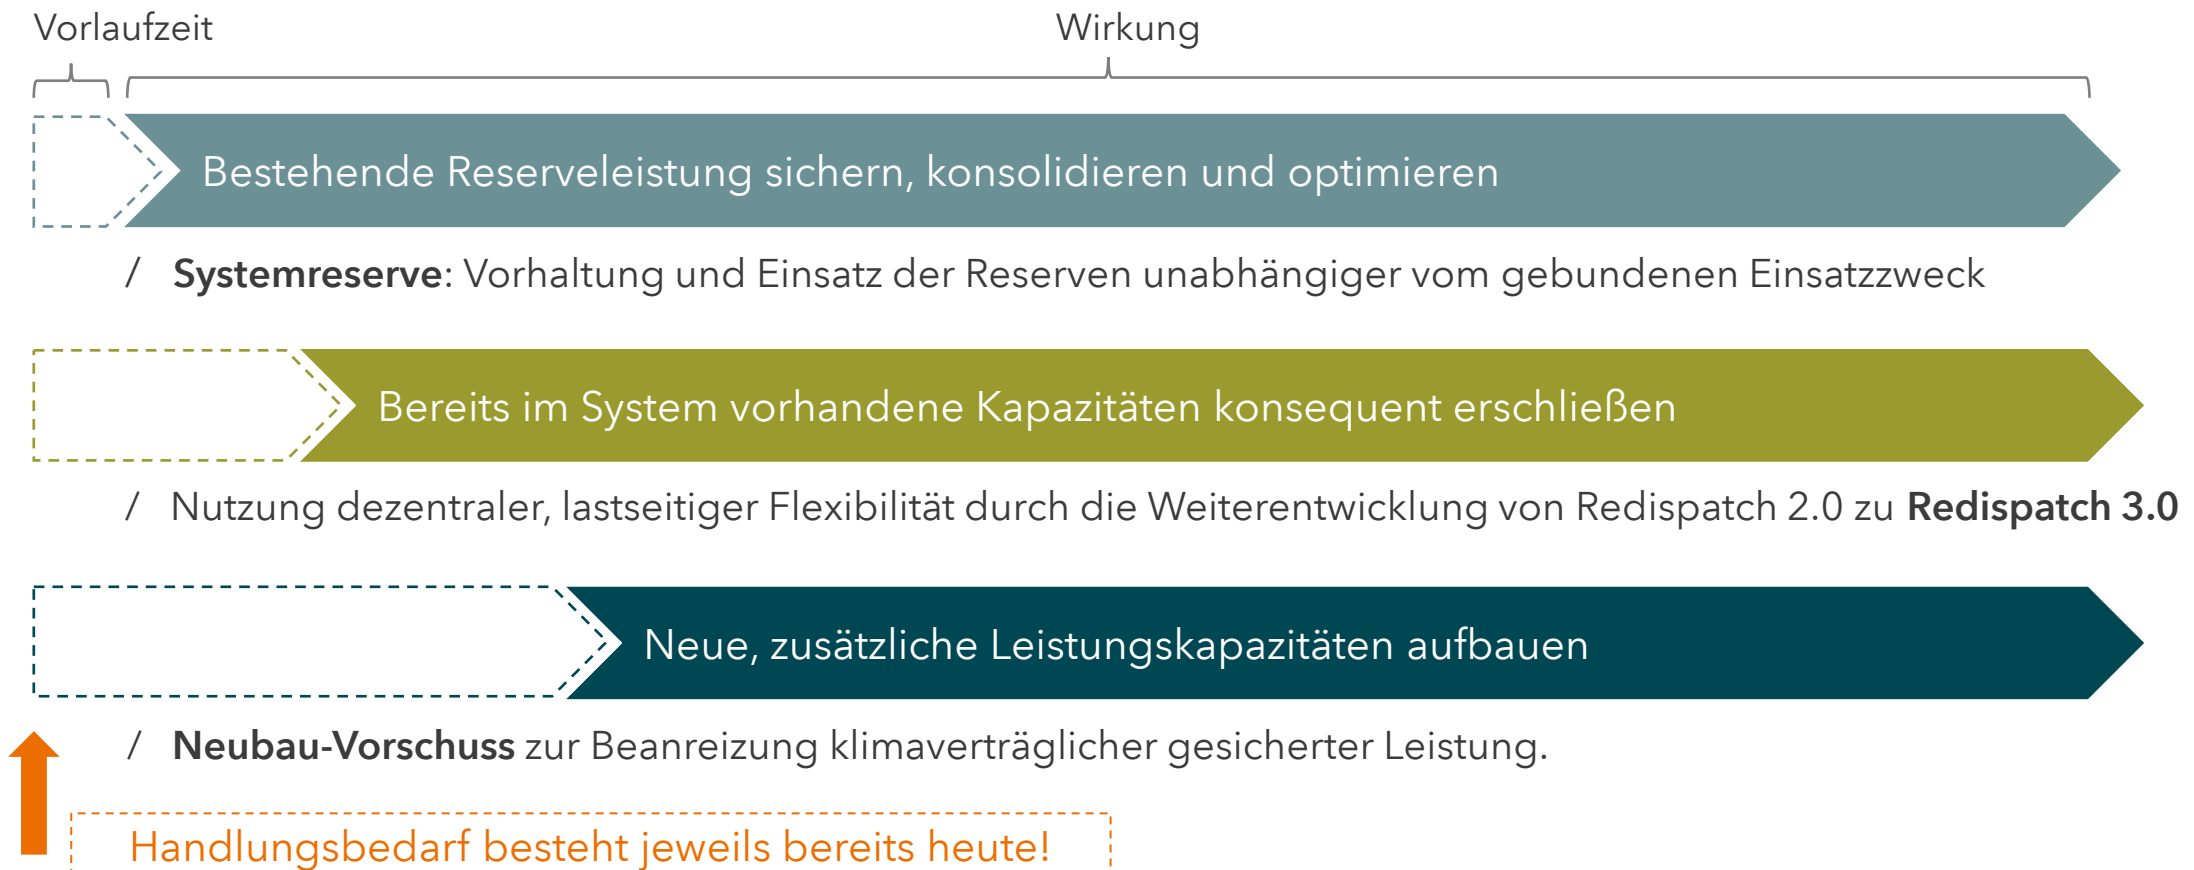 Vorlaufzeit
Wirkung
Bestehende Reserveleistung sichern, konsolidieren und optimieren
/ Systemreserve: Vorhaltung und Einsatz der Reserven unabhängiger vom gebundenen Einsatzzweck
Bereits im System vorhandene Kapazitäten konsequent erschließen
/ Nutzung dezentraler, lastseitiger Flexibilität durch die Weiterentwicklung von Redispatch 2.0 zu Redispatch 3.0
Neue, zusätzliche Leistungskapazitäten aufbauen
/ Neubau-Vorschuss zur Beanreizung klimaverträglicher gesicherter Leistung.
Handlungsbedarf besteht jeweils bereits heute!